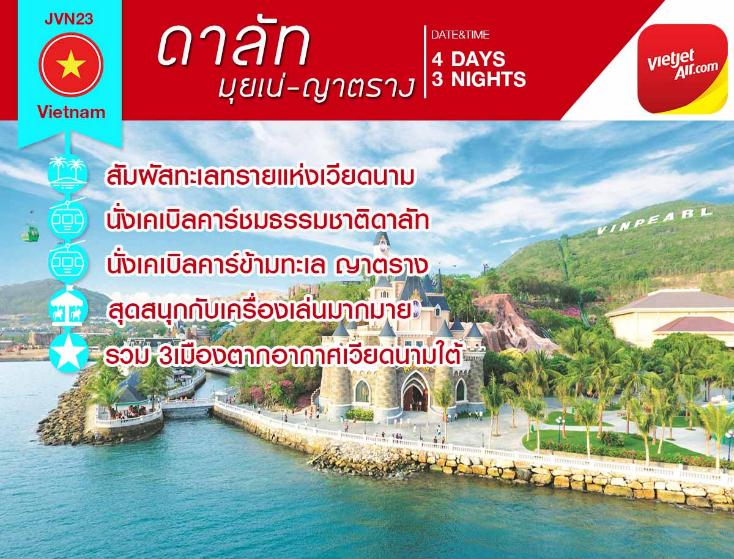 JVN23
Vietnam
ดาลัท
มุยเน่-ญาตราง
DATE&TIME
4 DAYS
3 NIGHTS
Vietjet
Air.com
สัมผัสทะเลทรายแห่งเวียดนาม
นั่งเคเบิลคาร์ชมธรรมชาติดาลัท
นั่งเคเบิลคาร์ข้ามทะเล ญาตราง
สุดสนุกกับเครื่องเล่นมากมาย
รวม 3เมืองตากอากาศเวียดนามใต้
VINPEARL